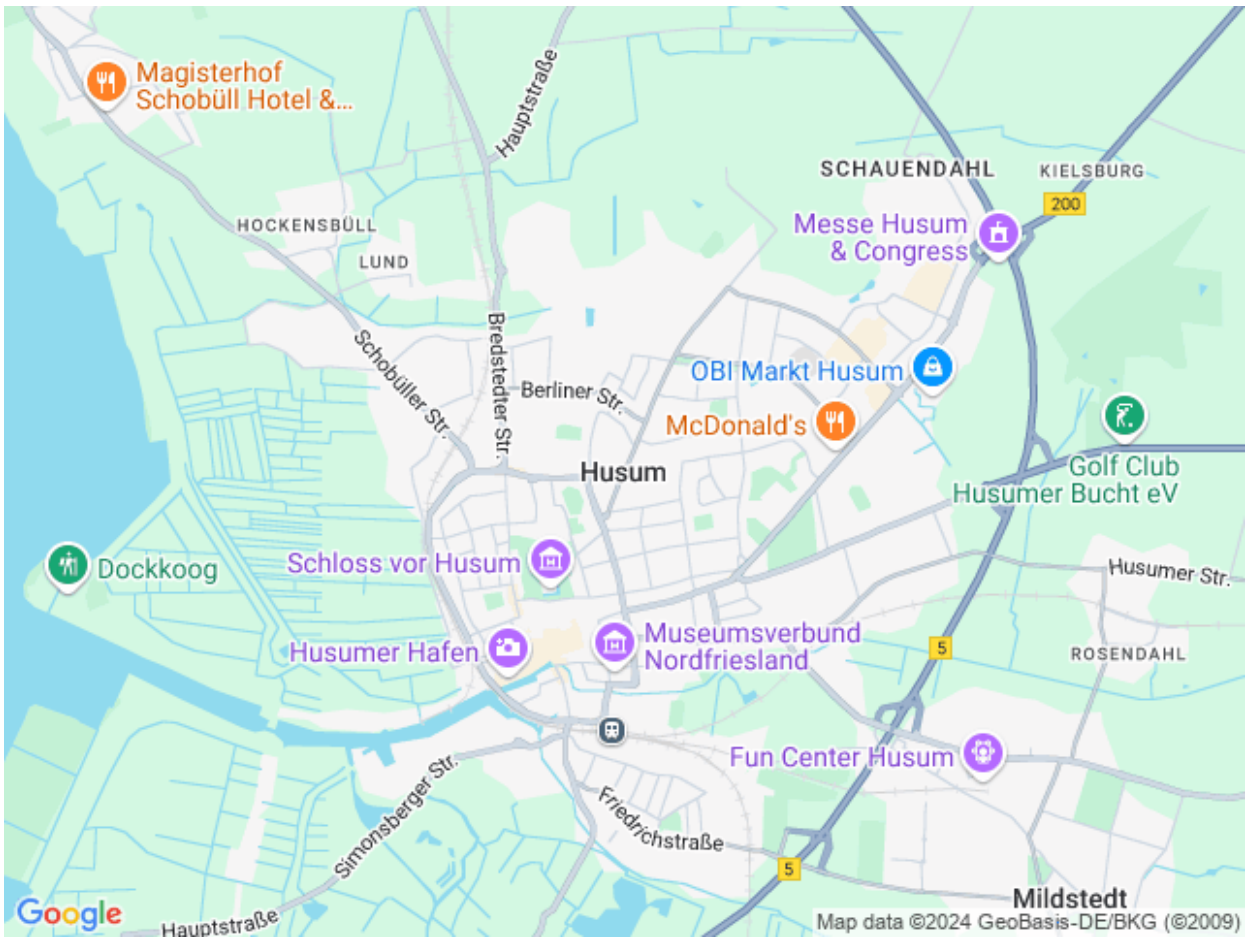 Magisterhof
Schobüll Hotel &...
Hauptstraße
SCHAUENDAHL
KIELSBURG
200
HOCKENSBÜLL
Messe Husum
& Congress
LUND
Schobüller Str.
Bredstedter Str.
Berliner Str.
OBI Markt Husum
McDonald's
Husum
Golf Club
Husumer Bucht eV
Schloss vor Husum
Dockkoog
Husumer Str.
Museumsverbund
Nordfriesland
Husumer Hafen
5
ROSENDAHL
Fun Center Husum
Simonsberger Str.
Friedrichstraße
5
Mildstedt
Google
Hauptstraße
Map data ©2024 GeoBasis-DE/BKG (©2009)